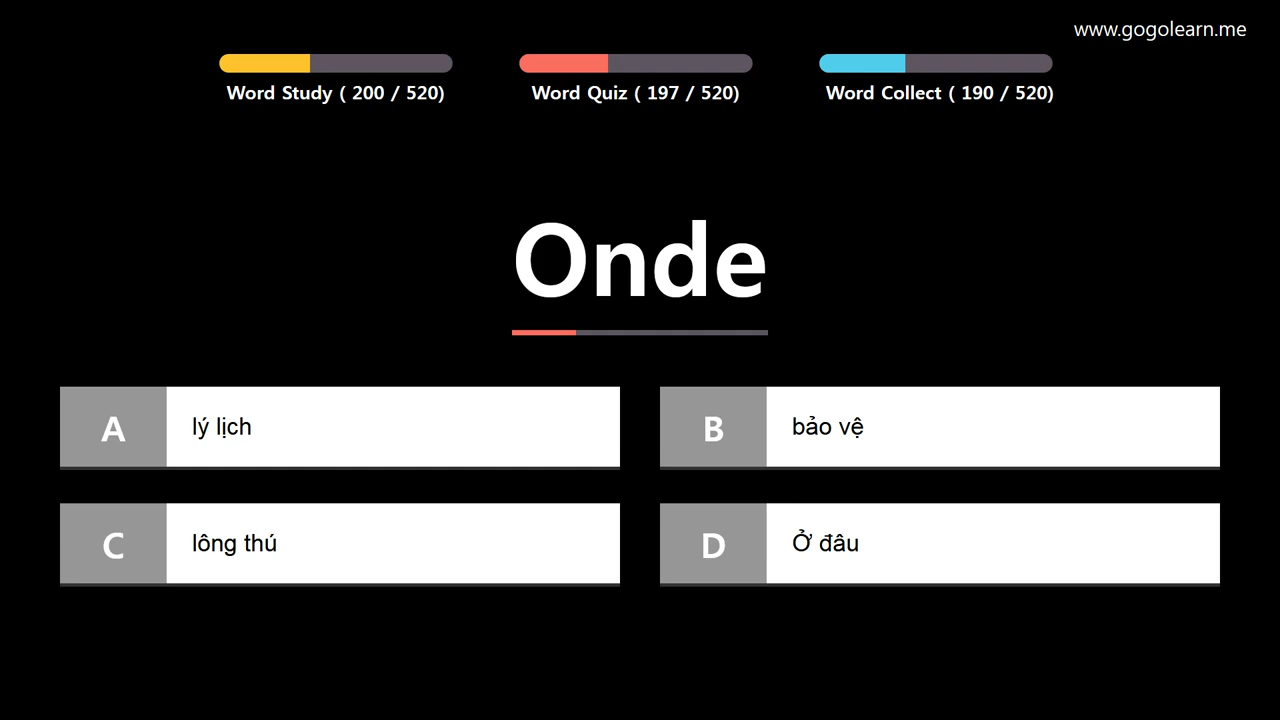 www.gogolearn.me
Word Study ( 200 / 520)
Word Quiz ( 197 / 520)
Word Collect ( 190 / 520)
Onde
A lý lịch
B bảo vệ
C lông thú
D Ở đâu